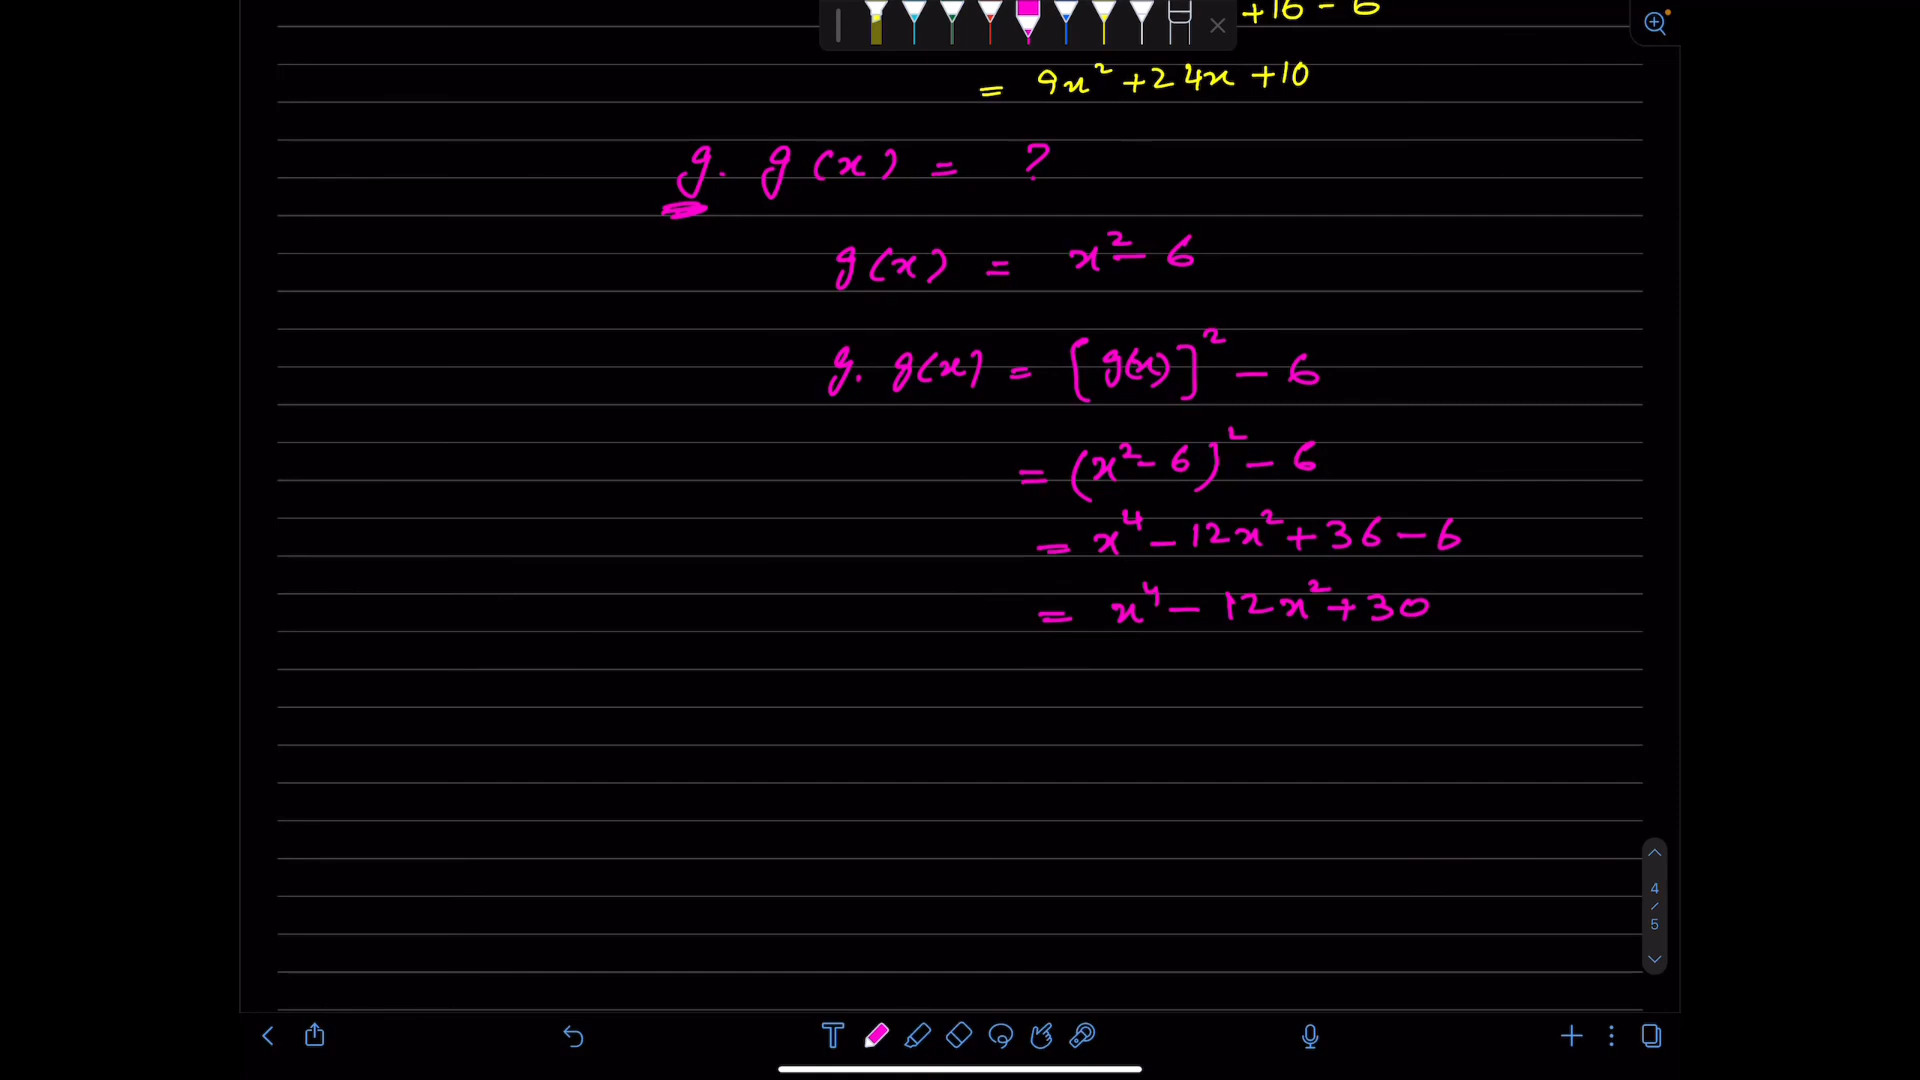 +16 - 6
= 9x² + 24x + 10
g. g(x) = ?
g(x) = x² - 6
g. g(x) = [g(x)]² - 6
= (x² - 6)² - 6
= x⁴ - 12x² + 36 - 6
= x⁴ - 12x² + 30
4
/
5
T